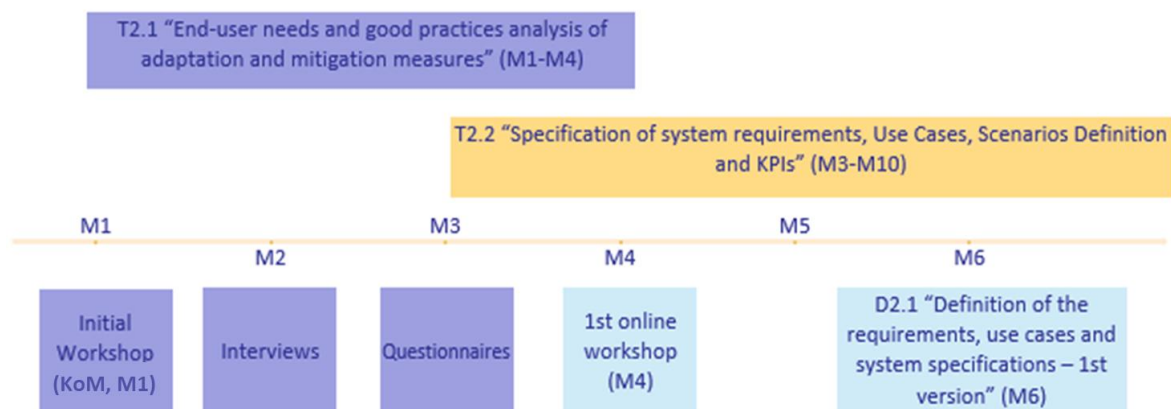 T2.1 “End-user needs and good practices analysis of
adaptation and mitigation measures” (M1-M4)
T2.2 “Specification of system requirements, Use Cases, Scenarios Definition
and KPIs” (M3-M10)
M1
M2
M3
M4
M5
M6
Initial
Workshop
(KoM, M1)
Interviews
Questionnaires
1st online
workshop
(M4)
D2.1 “Definition of the
requirements, use cases and
system specifications – 1st
version” (M6)